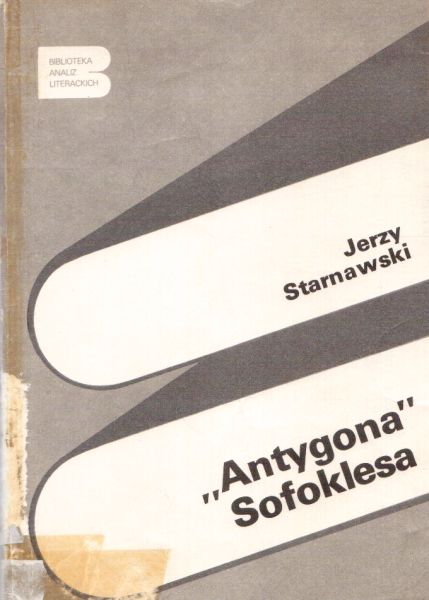 BIBLIOTEKA
ANALIZ
LITERACKICH
Jerzy
Starnawski
„Antygona”
Sofoklesa